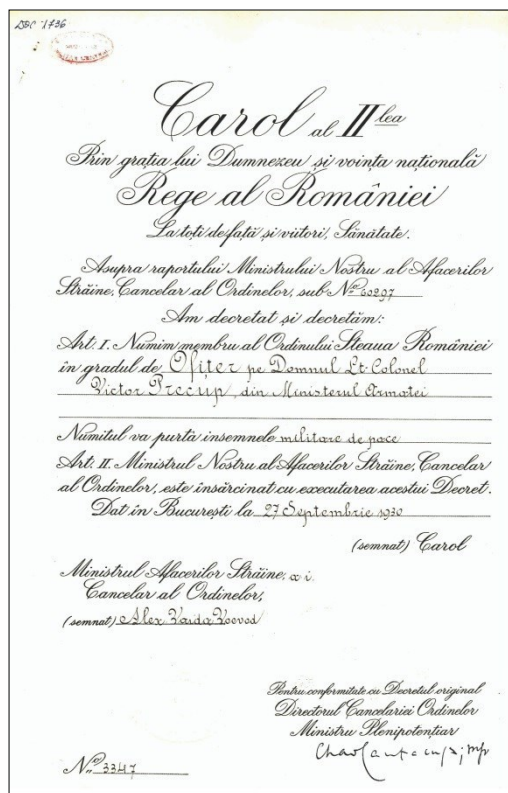 DOC 1736
Carol al II lea
Prin grația lui Dumnezeu și voința națională
Rege al României
La toți de față și viitori, Sănătate.
Asupra raportului Ministrului Nostru al Afacerilor
Străine, Cancelar al Ordinelor, sub No 60297
Am decretat și decretăm:
Art. I. Numim membru al Ordinului Steaua României
în gradul de Ofițer pe Domnul Lt. Colonel
Victor Precup, din Ministerul Armatei
Numitul va purtă însemnele militare de pace
Art. II. Ministrul Nostru al Afacerilor Străine, Cancelar
al Ordinelor, este însărcinat cu executarea acestui Decret.
Dat în București la 27 Septembrie 1930
(semnat) Carol
Ministrul Afacerilor Străine, a.i.
Cancelar al Ordinelor,
(semnat) Alex Vaida Voevod
Pentru conformitate cu Decretul original
Directorul Cancelariei Ordinelor
Ministru Plenipotențiar
No 3347